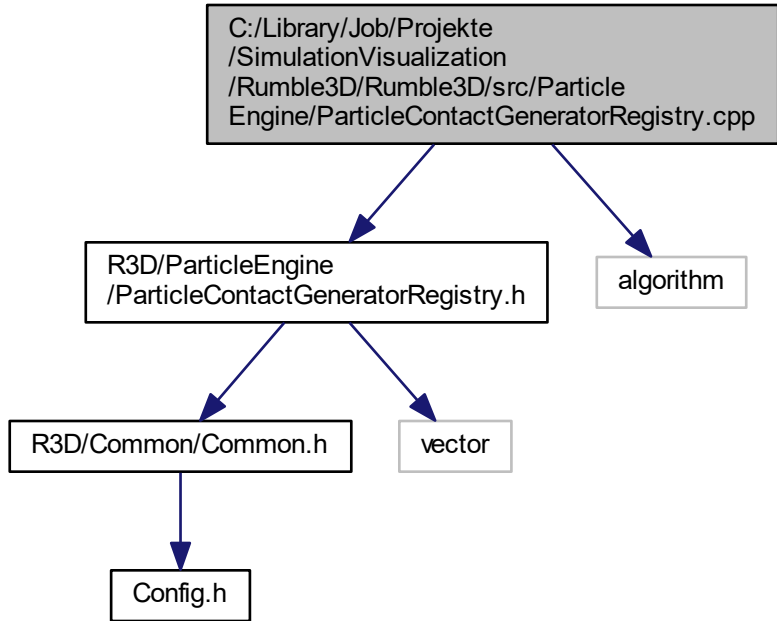 C:/Library/Job/Projekte
/SimulationVisualization
/Rumble3D/Rumble3D/src/Particle
Engine/ParticleContactGeneratorRegistry.cpp
R3D/ParticleEngine
/ParticleContactGeneratorRegistry.h
algorithm
R3D/Common/Common.h
vector
Config.h